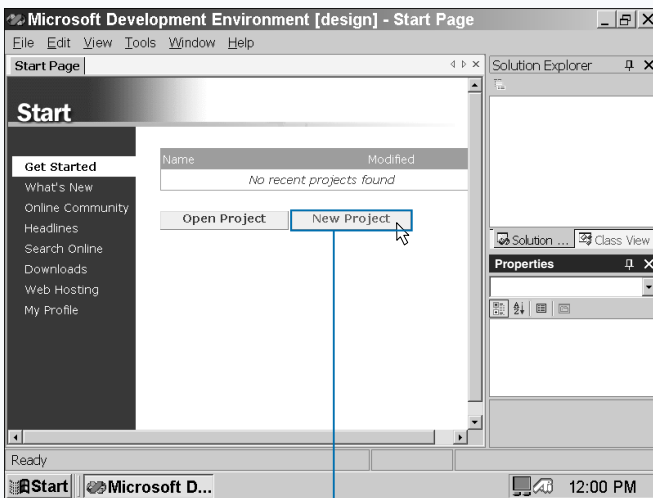 Microsoft Development Environment [design] - Start Page
File Edit View Tools Window Help
Start Page
Solution Explorer
Start
Get Started
What's New
Online Community
Headlines
Search Online
Downloads
Web Hosting
My Profile
Name Modified
No recent projects found
Open Project New Project
Solution ... Class View
Properties
Ready
Start Microsoft D... 12:00 PM